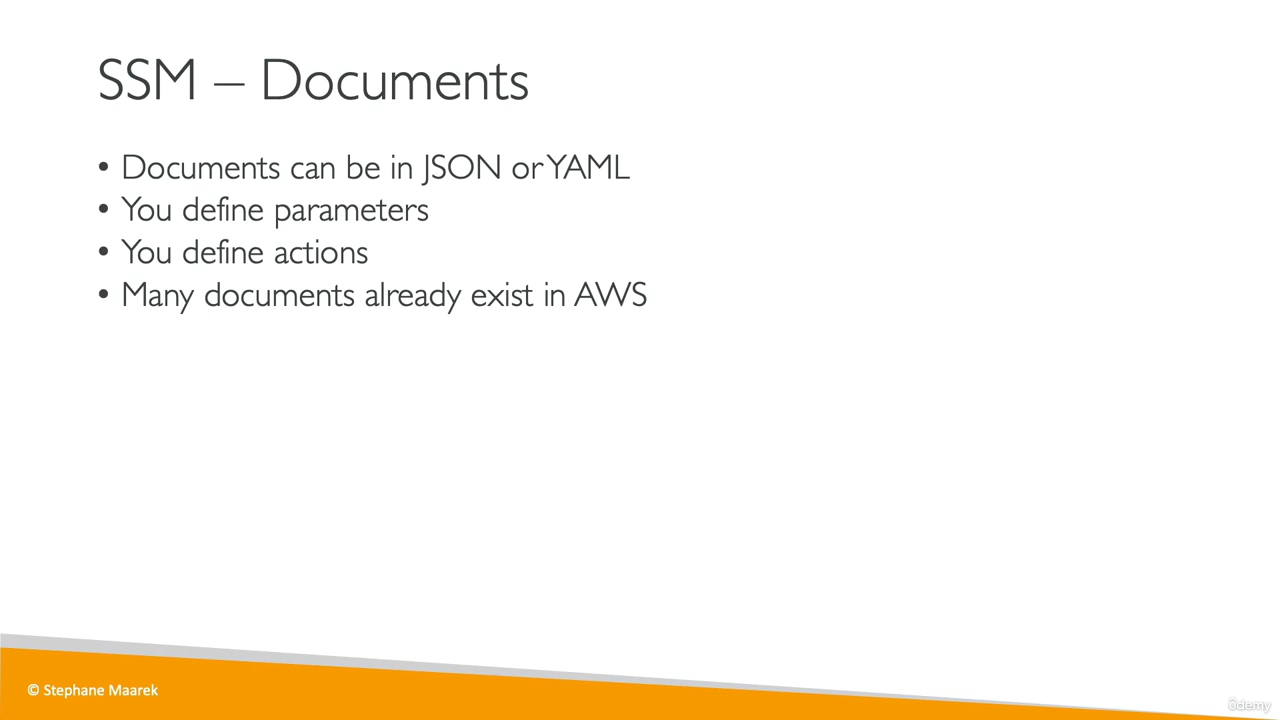 SSM – Documents
• Documents can be in JSON or YAML
• You define parameters
• You define actions
• Many documents already exist in AWS
© Stephane Maarek
ûdemy